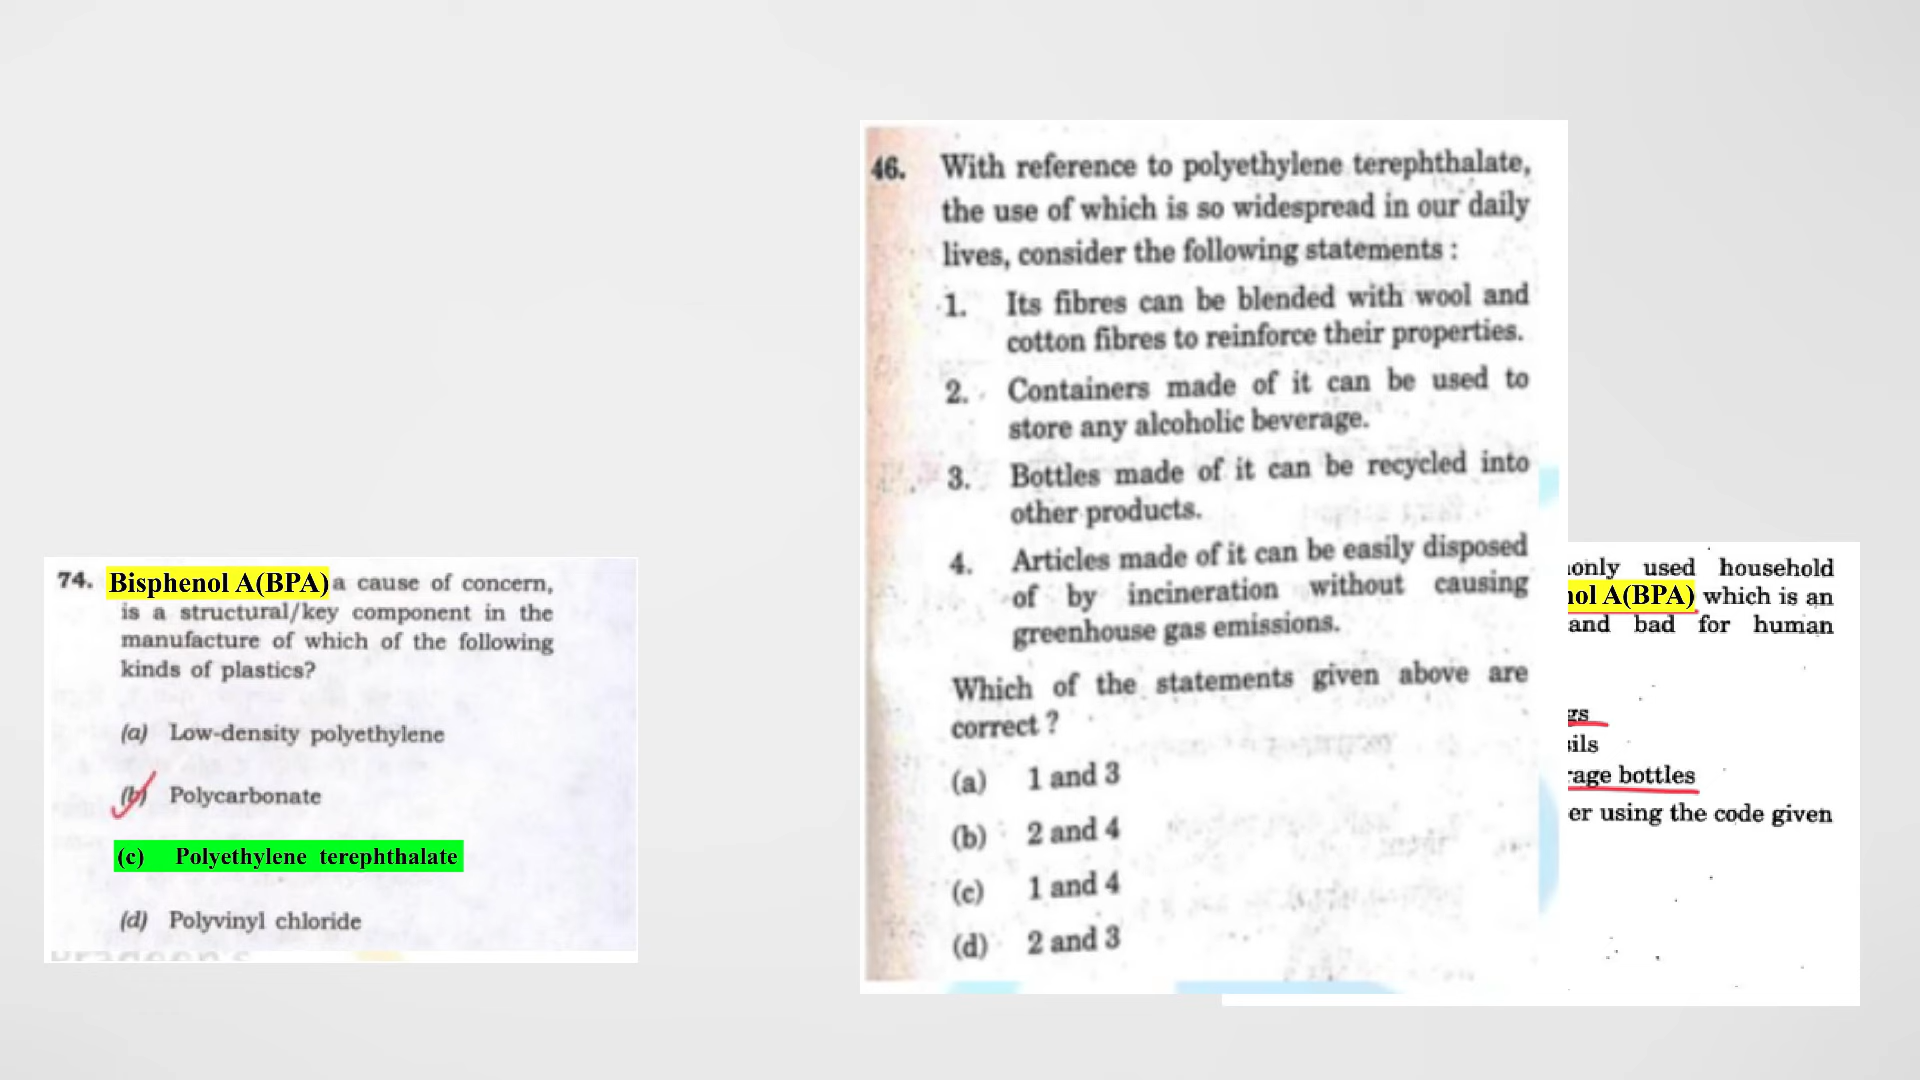 74. Bisphenol A(BPA) a cause of concern,
is a structural/key component in the
manufacture of which of the following
kinds of plastics?
(a) Low-density polyethylene
(b) Polycarbonate
(c) Polyethylene terephthalate
(d) Polyvinyl chloride
46. With reference to polyethylene terephthalate,
the use of which is so widespread in our daily
lives, consider the following statements :
1. Its fibres can be blended with wool and
cotton fibres to reinforce their properties.
2. Containers made of it can be used to
store any alcoholic beverage.
3. Bottles made of it can be recycled into
other products.
4. Articles made of it can be easily disposed
of by incineration without causing
greenhouse gas emissions.
Which of the statements given above are
correct ?
(a) 1 and 3
(b) 2 and 4
(c) 1 and 4
(d) 2 and 3
used household
A(BPA) which is an
and bad for human
bottles
using the code given